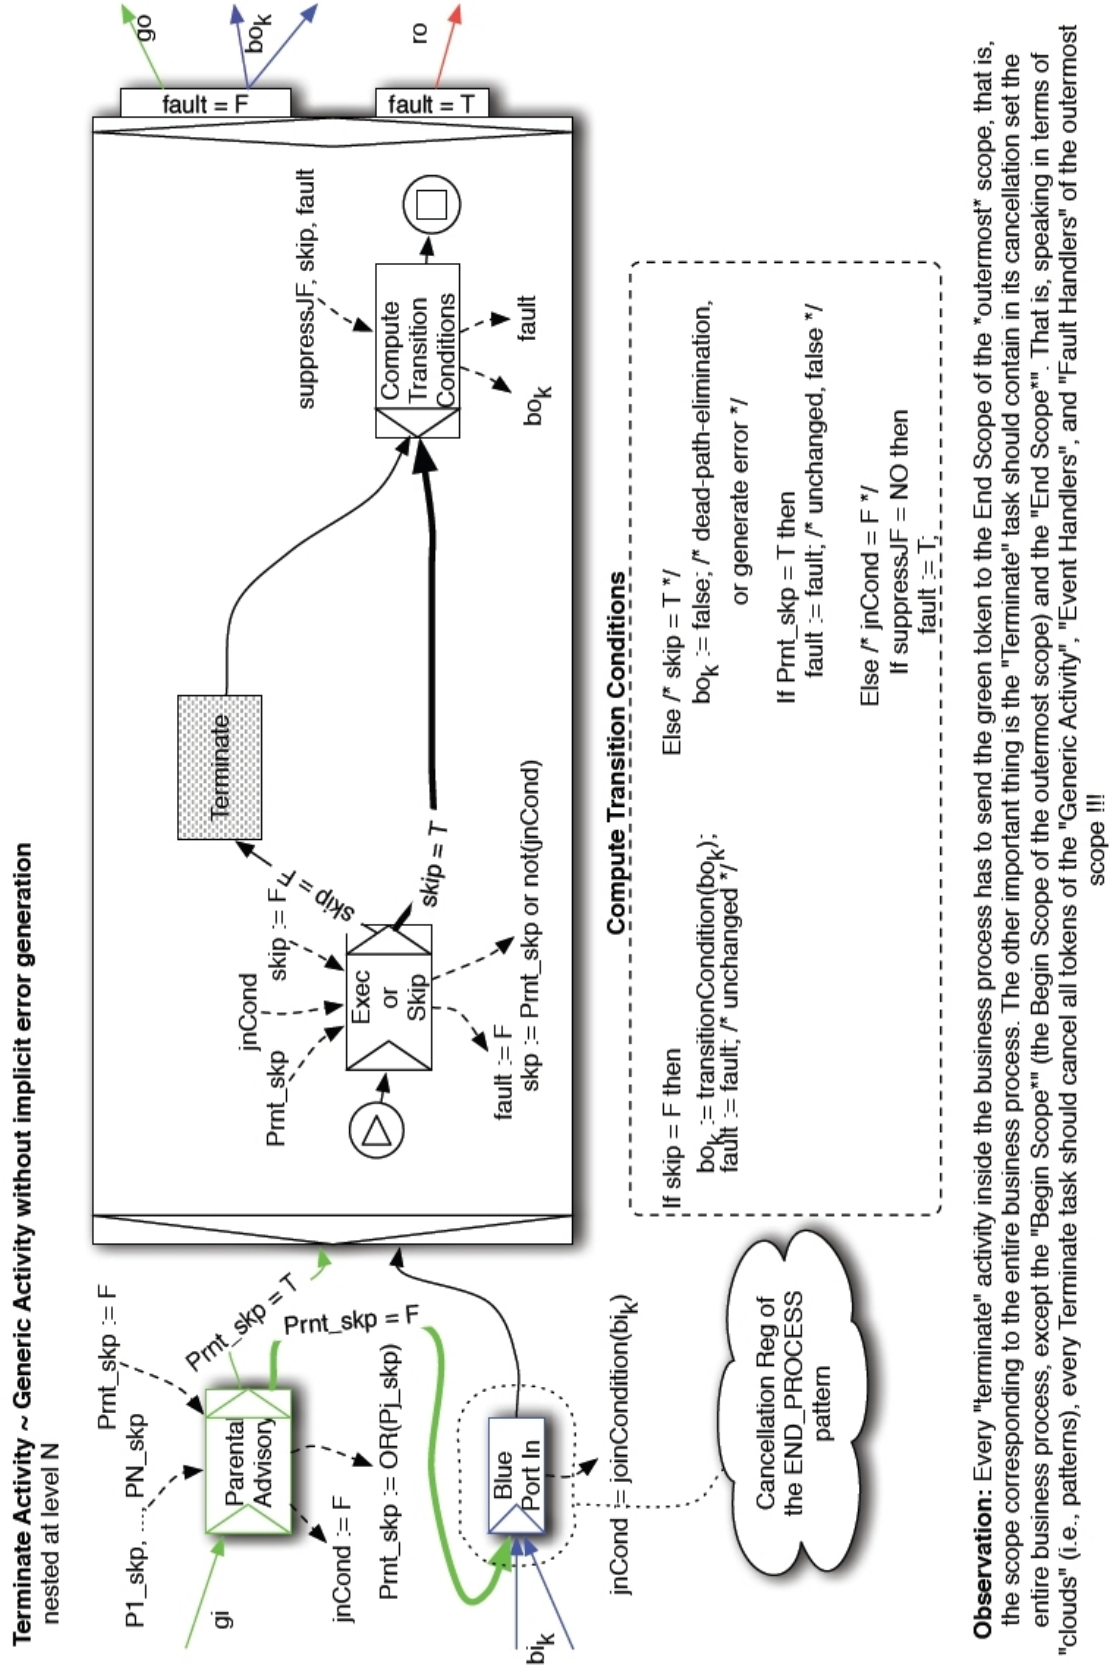 Terminate Activity ~ Generic Activity without implicit error generation
nested at level N
P1_skp, ..... PN_skp
Prnt_skp := F
gi
Parental
Advisory
Prnt_skp = T
Prnt_skp = F
jnCond := F
Prnt_skp := OR(Pj_skp)
bik
Blue
Port In
jnCond := joinCondition(bik)
Cancellation Reg of
the END_PROCESS
pattern
Prnt_skp
jnCond
skip := F
Exec
or
Skip
fault := F
skp := Prnt_skp or not(jnCond)
skip = F
skip = T
Terminate
suppressJF, skip, fault
Compute
Transition
Conditions
bok
fault
fault = F
fault = T
go
bok
ro
Compute Transition Conditions
If skip = F then
bok := transitionCondition(bok);
fault := fault; /* unchanged */
Else /* skip = T */
bok := false; /* dead-path-elimination,
or generate error */
If Prnt_skp = T then
fault := fault; /* unchanged, false */
Else /* jnCond = F */
If suppressJF = NO then
fault := T;
Observation: Every "terminate" activity inside the business process has to send the green token to the End Scope of the *outermost* scope, that is,
the scope corresponding to the entire business process. The other important thing is the "Terminate" task should contain in its cancellation set the
entire business process, except the "Begin Scope*" (the Begin Scope of the outermost scope) and the "End Scope*". That is, speaking in terms of
"clouds" (i.e., patterns), every Terminate task should cancel all tokens of the "Generic Activity", "Event Handlers", and "Fault Handlers" of the outermost
scope !!!